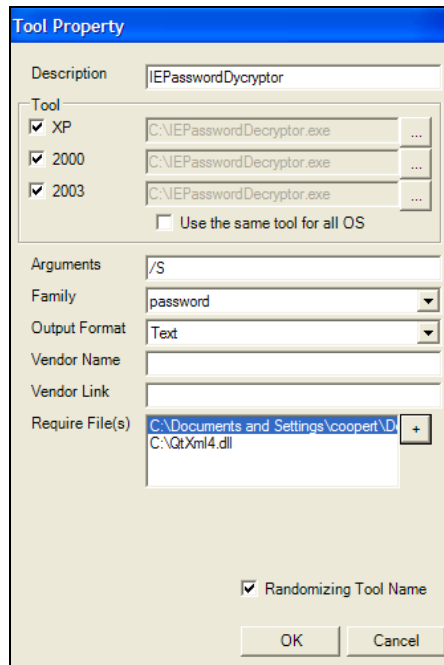 Tool Property
Description IEPasswordDycryptor
Tool
XP C:\IEPasswordDecryptor.exe ...
2000 C:\IEPasswordDecryptor.exe ...
2003 C:\IEPasswordDecryptor.exe ...
Use the same tool for all OS
Arguments /S
Family password
Output Format Text
Vendor Name
Vendor Link
Require File(s) C:\Documents and Settings\coopert\D +
C:\QtXml4.dll
Randomizing Tool Name
OK Cancel